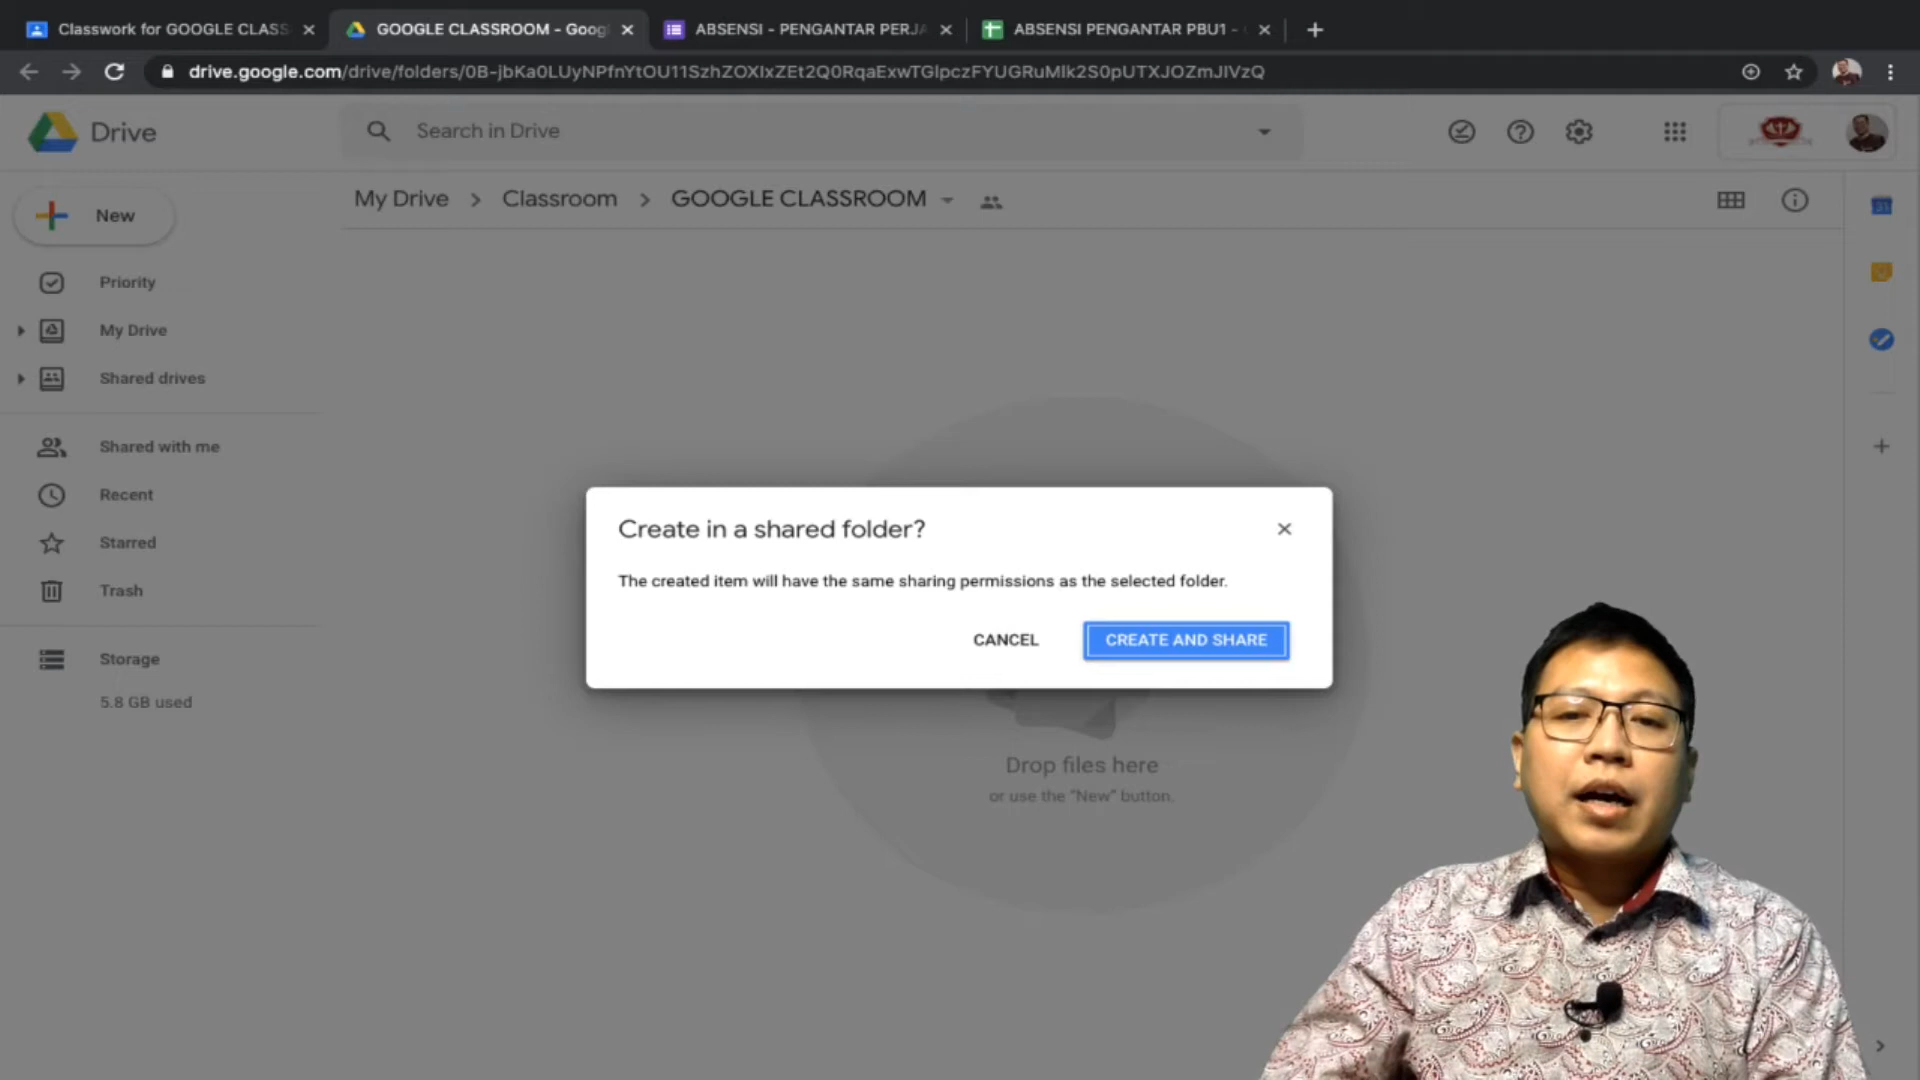 Classwork for GOOGLE CLASS
GOOGLE CLASSROOM - Goog
ABSENSI - PENGANTAR PERJA
ABSENSI PENGANTAR PBU1 -
drive.google.com/drive/folders/0B-jbKa0LUyNPfnYtOU11SzhZOXIxZEt2Q0RqaExwTGlpczFYUGRuMlk2S0pUTXJOZmJIVzQ
Drive
Search in Drive
My Drive
Classroom
GOOGLE CLASSROOM
New
Priority
My Drive
Shared drives
Shared with me
Recent
Starred
Trash
Storage
5.8 GB used
Create in a shared folder?
The created item will have the same sharing permissions as the selected folder.
CANCEL
CREATE AND SHARE
Drop files here
or use the "New" button.
31